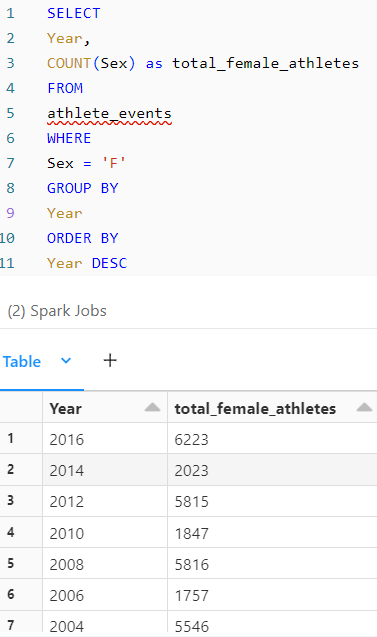 1 SELECT
2 Year,
3 COUNT(Sex) as total_female_athletes
4 FROM
5 athlete_events
6 WHERE
7 Sex = 'F'
8 GROUP BY
9 Year
10 ORDER BY
11 Year DESC
(2) Spark Jobs
Table +
Year total_female_athletes
1 2016 6223
2 2014 2023
3 2012 5815
4 2010 1847
5 2008 5816
6 2006 1757
7 2004 5546